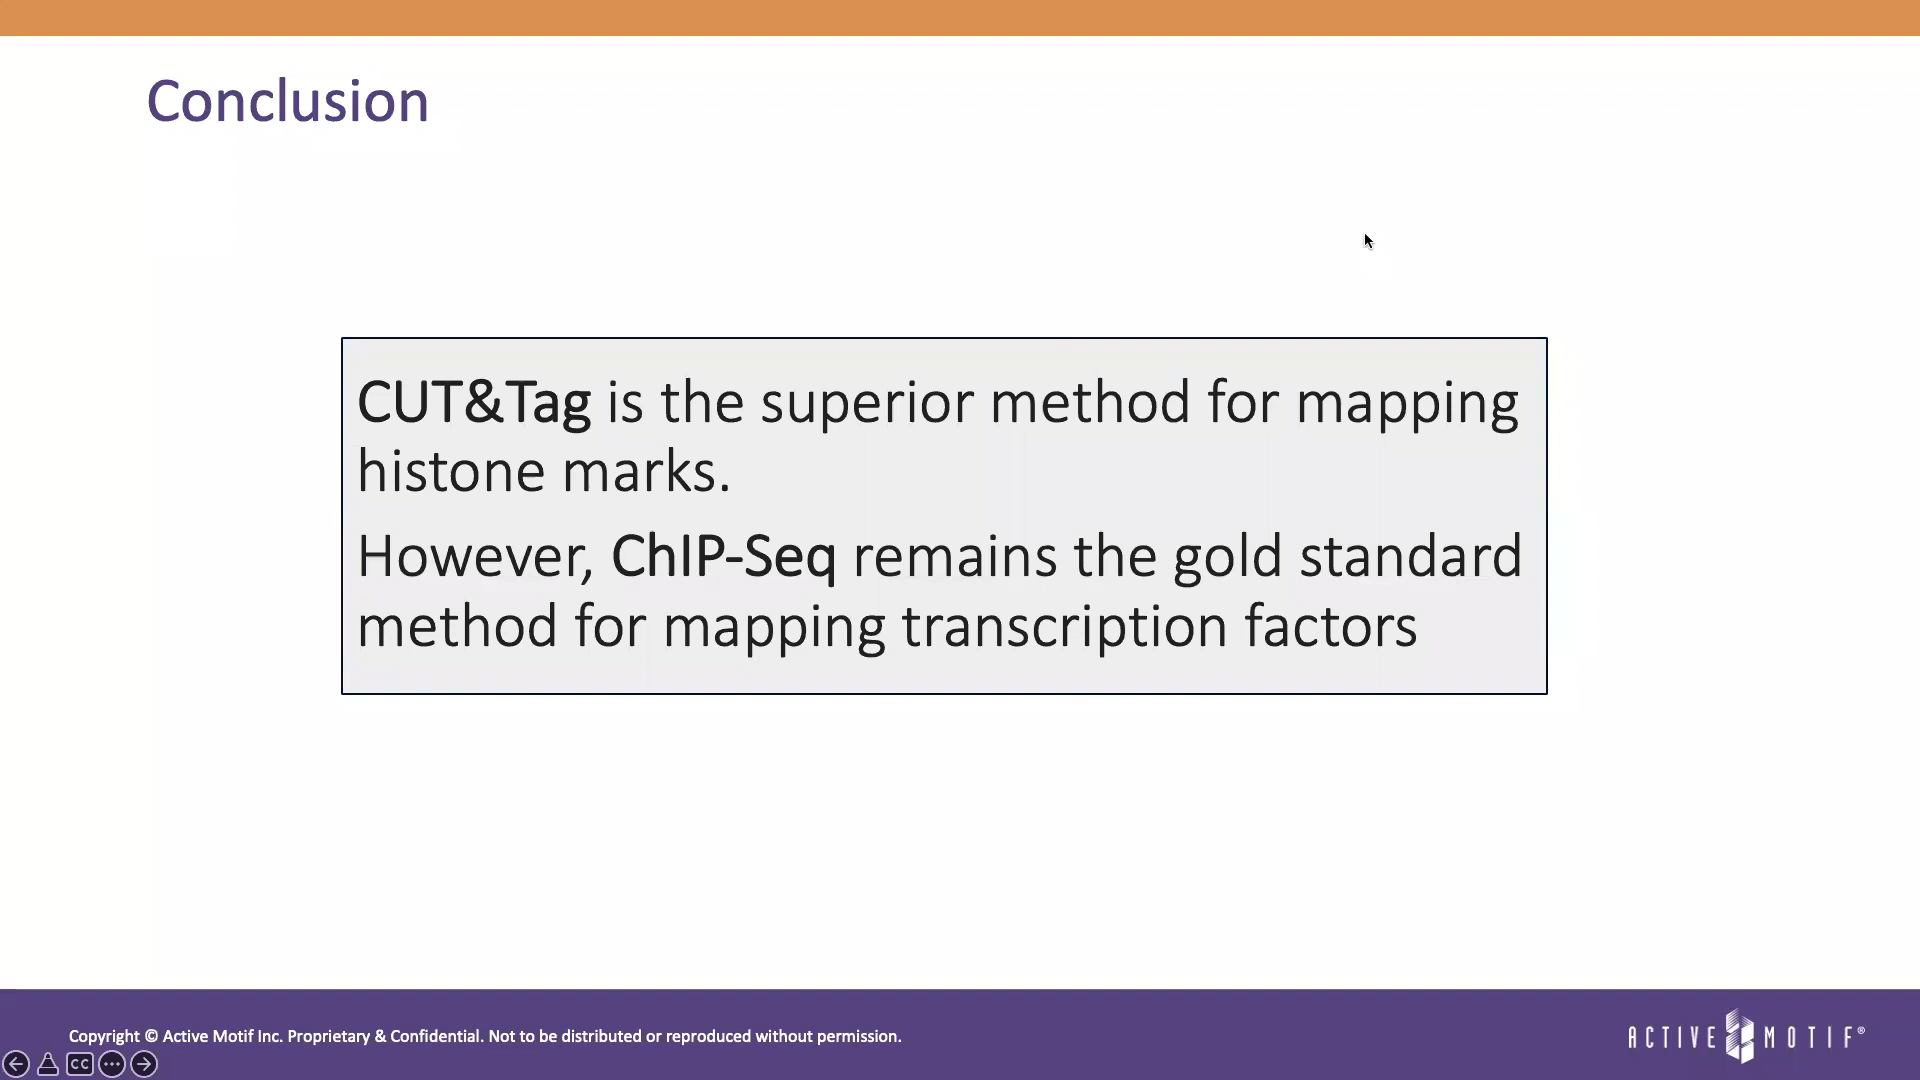 Conclusion
CUT&Tag is the superior method for mapping
histone marks.
However, ChIP-Seq remains the gold standard
method for mapping transcription factors
Copyright © Active Motif Inc. Proprietary & Confidential. Not to be distributed or reproduced without permission.
ACTIVE MOTIF®
CC